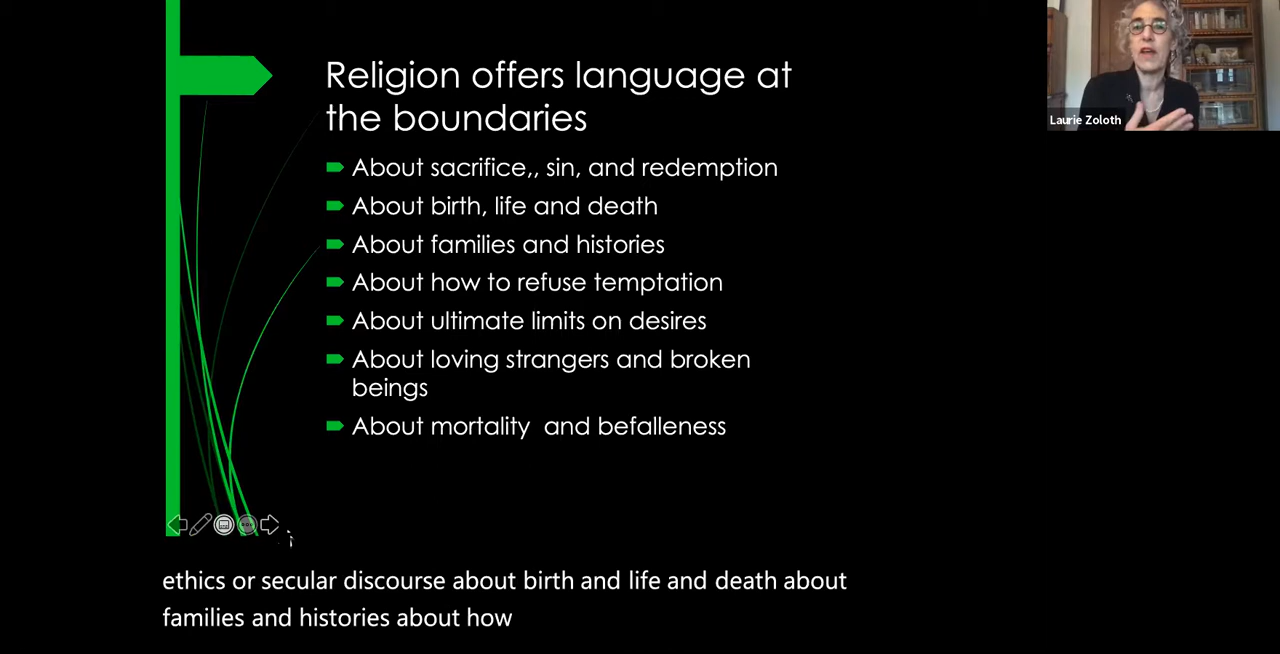 Religion offers language at
the boundaries
About sacrifice,, sin, and redemption
About birth, life and death
About families and histories
About how to refuse temptation
About ultimate limits on desires
About loving strangers and broken
beings
About mortality  and befalleness
Laurie Zoloth
ethics or secular discourse about birth and life and death about
families and histories about how